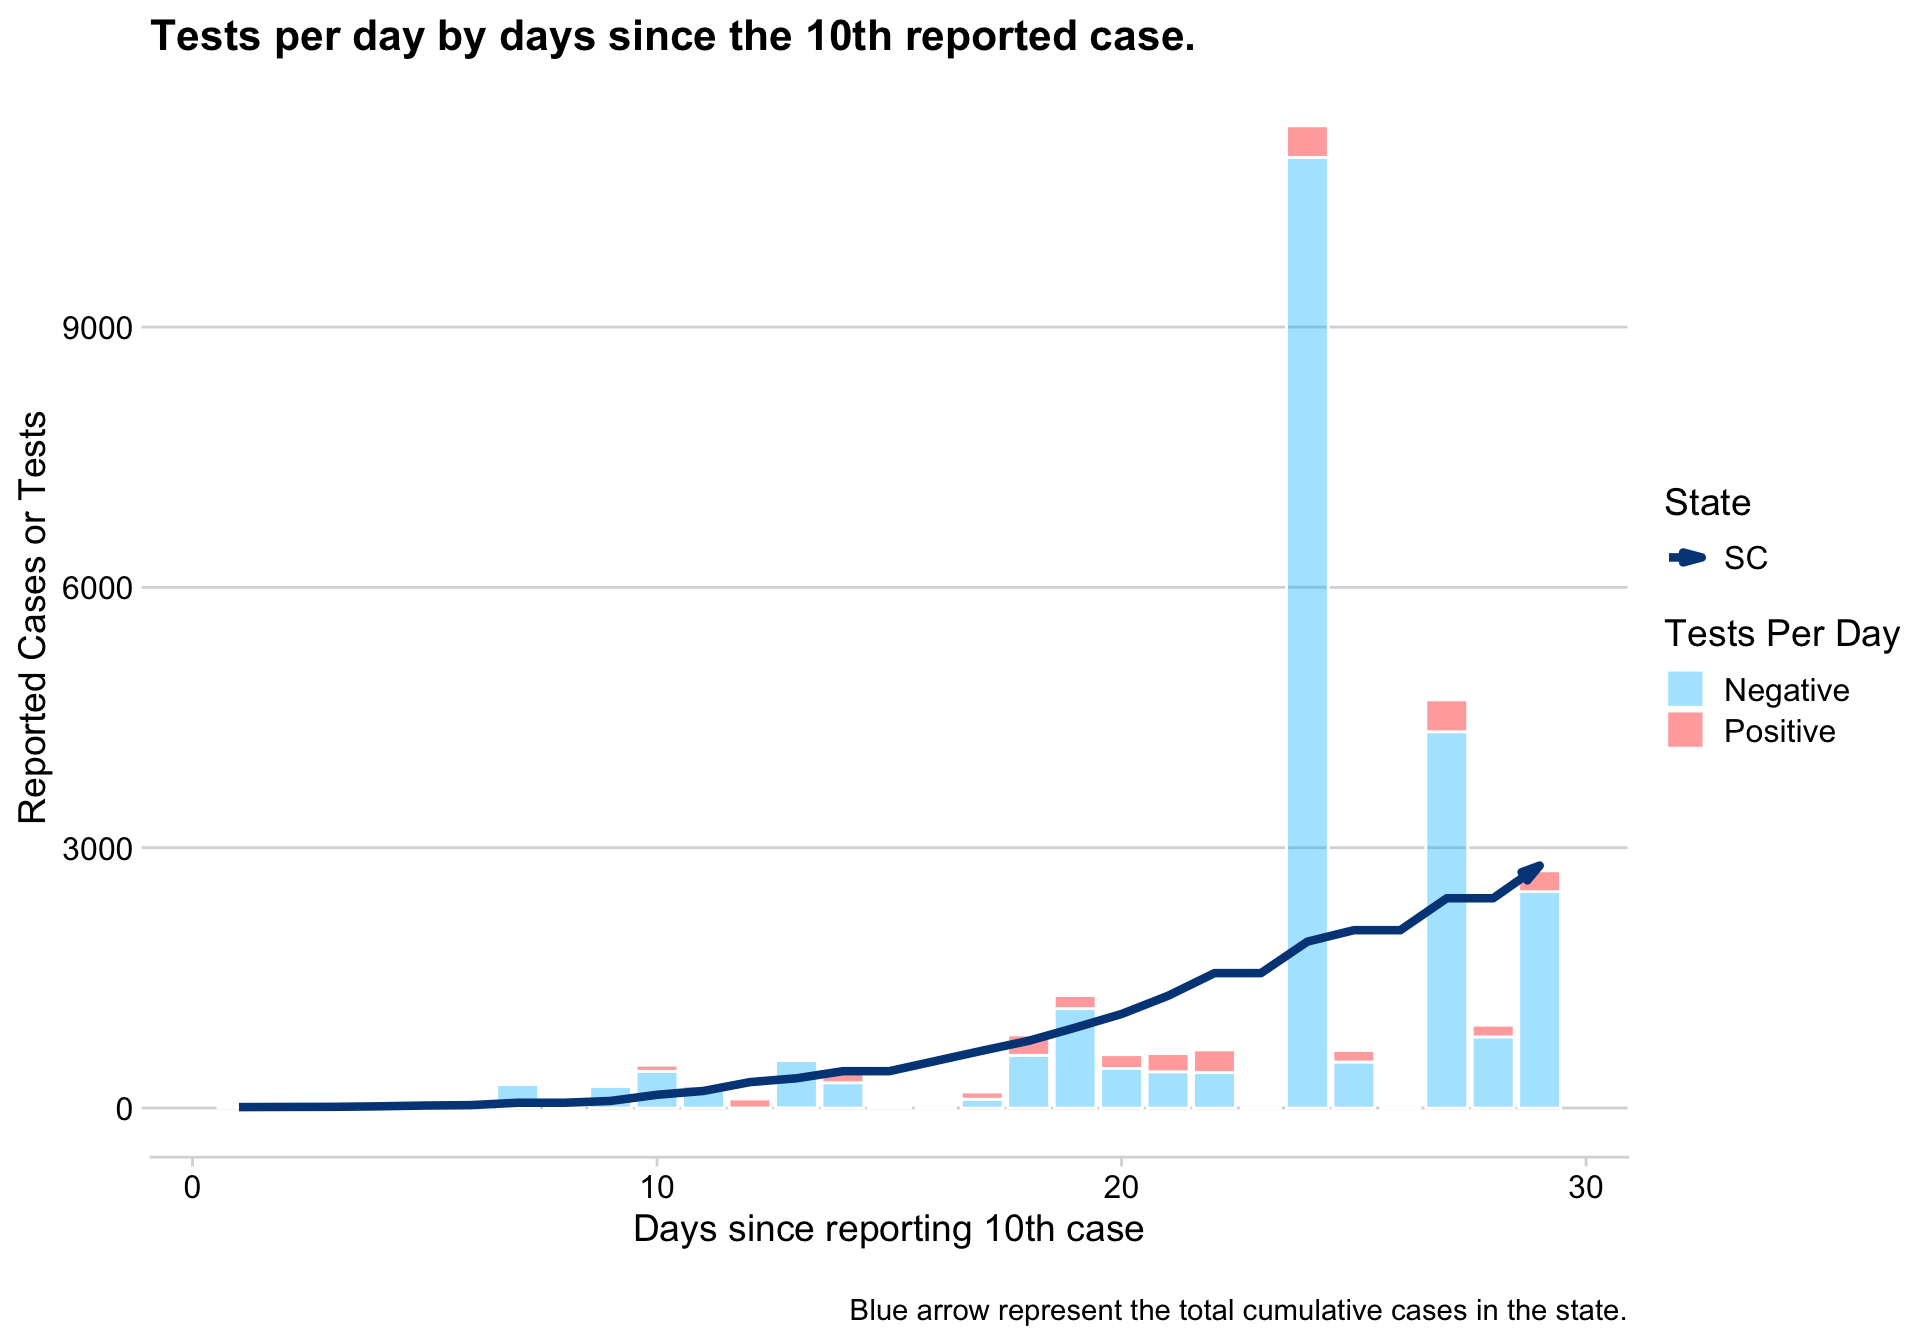 Tests per day by days since the 10th reported case.
Reported Cases or Tests
9000
6000
3000
0
0
10
20
30
Days since reporting 10th case
State
SC
Tests Per Day
Negative
Positive
Blue arrow represent the total cumulative cases in the state.